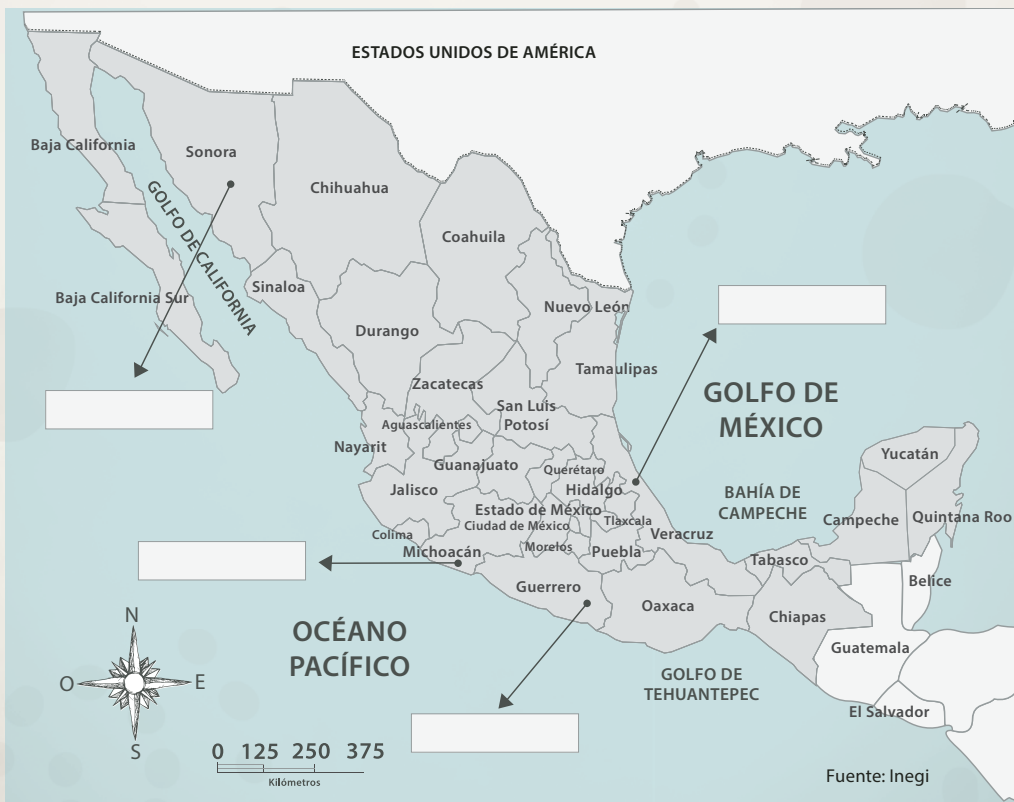 ESTADOS UNIDOS DE AMÉRICA
Baja California
Sonora
Chihuahua
Coahuila
GOLFO DE CALIFORNIA
Baja California Sur
Sinaloa
Nuevo León
Durango
Tamaulipas
Zacatecas
San Luis
Potosí
Aguascalientes
Nayarit
GOLFO DE
MÉXICO
Guanajuato
Querétaro
Hidalgo
Jalisco
Estado de México
Ciudad de México
Tlaxcala
Colima
Michoacán
Morelos
Puebla
Veracruz
BAHÍA DE
CAMPECHE
Yucatán
Campeche
Quintana Roo
Tabasco
Belice
Guerrero
Oaxaca
Chiapas
OCÉANO
PACÍFICO
Guatemala
GOLFO DE
TEHUANTEPEC
El Salvador
N
O
E
S
0 125 250 375
Kilómetros
Fuente: Inegi